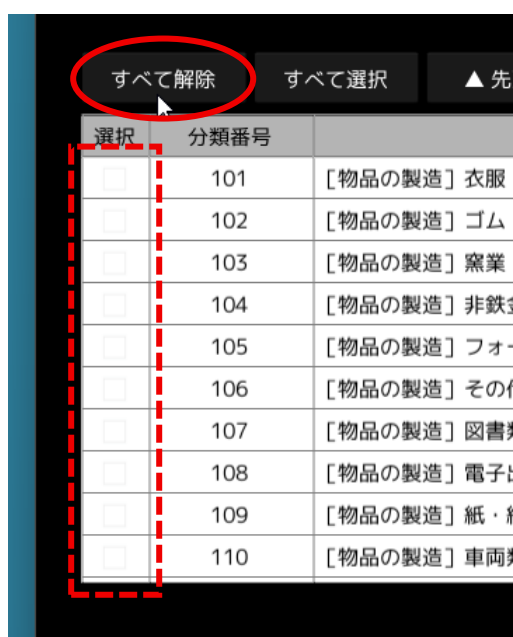 すべて解除 すべて選択 ▲ 先
選択 分類番号
101 [物品の製造] 衣服
102 [物品の製造] ゴム
103 [物品の製造] 窯業
104 [物品の製造] 非鉄
105 [物品の製造] フォー
106 [物品の製造] その
107 [物品の製造] 図書
108 [物品の製造] 電子
109 [物品の製造] 紙・
110 [物品の製造] 車両